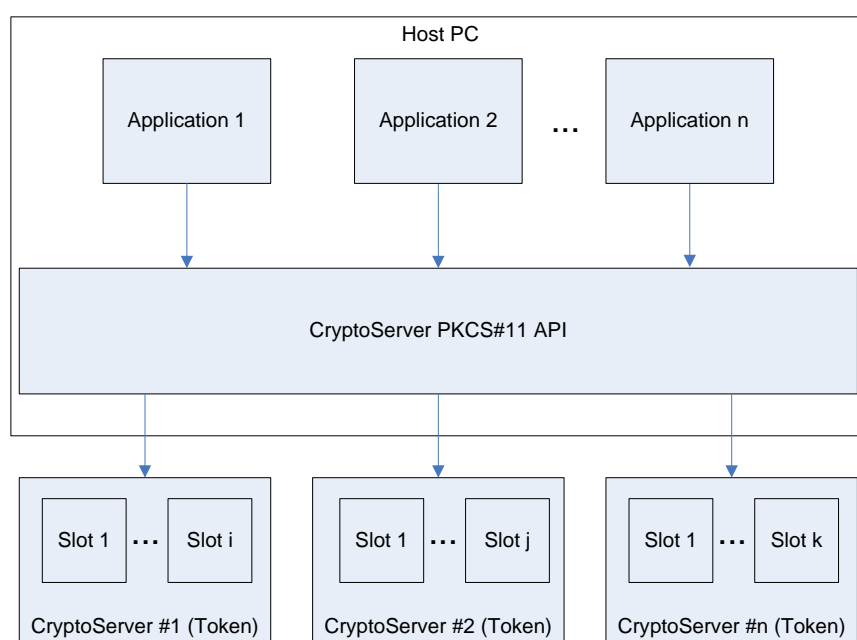 Host PC
Application 1
Application 2
...
Application n
CryptoServer PKCS#11 API
Slot 1
...
Slot i
Slot 1
...
Slot j
Slot 1
...
Slot k
CryptoServer #1 (Token)
CryptoServer #2 (Token)
CryptoServer #n (Token)